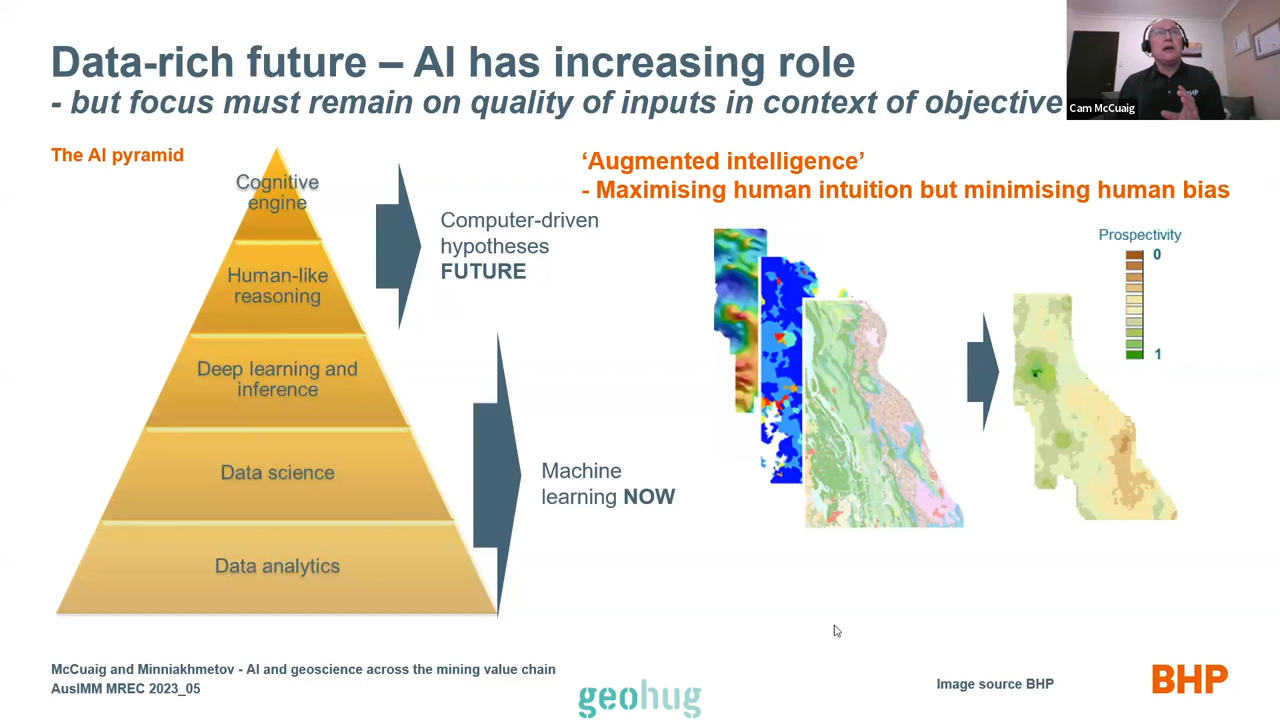 Data-rich future – AI has increasing role
- but focus must remain on quality of inputs in context of objective
Cam McCuaig
The AI pyramid
Cognitive
engine
Human-like
reasoning
Deep learning and
inference
Data science
Data analytics
Computer-driven
hypotheses
FUTURE
Machine
learning NOW
‘Augmented intelligence’
- Maximising human intuition but minimising human bias
Prospectivity
0
1
McCuaig and Minniakhmetov - AI and geoscience across the mining value chain
AusIMM MREC 2023_05
geohug
Image source BHP
BHP